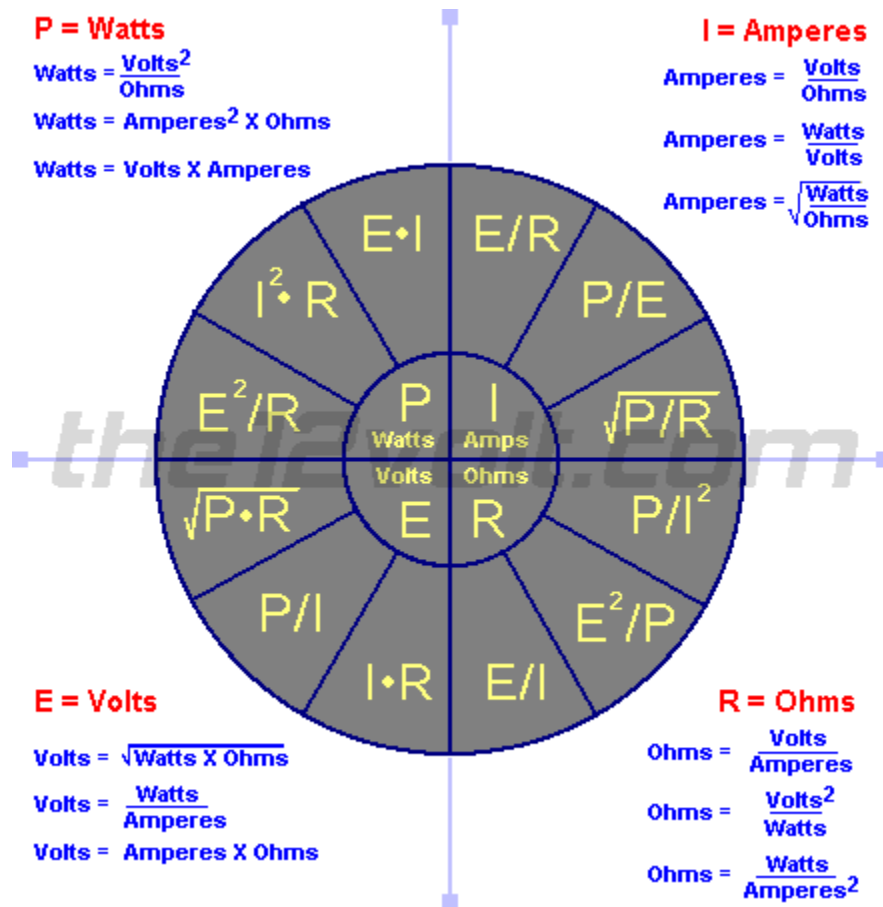 P = Watts
Watts = Volts²
Ohms
Watts = Amperes² X Ohms
Watts = Volts X Amperes
I = Amperes
Amperes = Volts
Ohms
Amperes = Watts
Volts
Amperes = √Watts
Ohms
E•I
E/R
I²•R
P/E
E²/R
√P/R
P
I
Watts
Amps
the12volt.com
Volts
Ohms
E
R
√P•R
P/I²
P/I
E²/P
I•R
E/I
E = Volts
Volts = √Watts X Ohms
Volts = Watts
Amperes
Volts = Amperes X Ohms
R = Ohms
Ohms = Volts
Amperes
Ohms = Volts²
Watts
Ohms = Watts
Amperes²